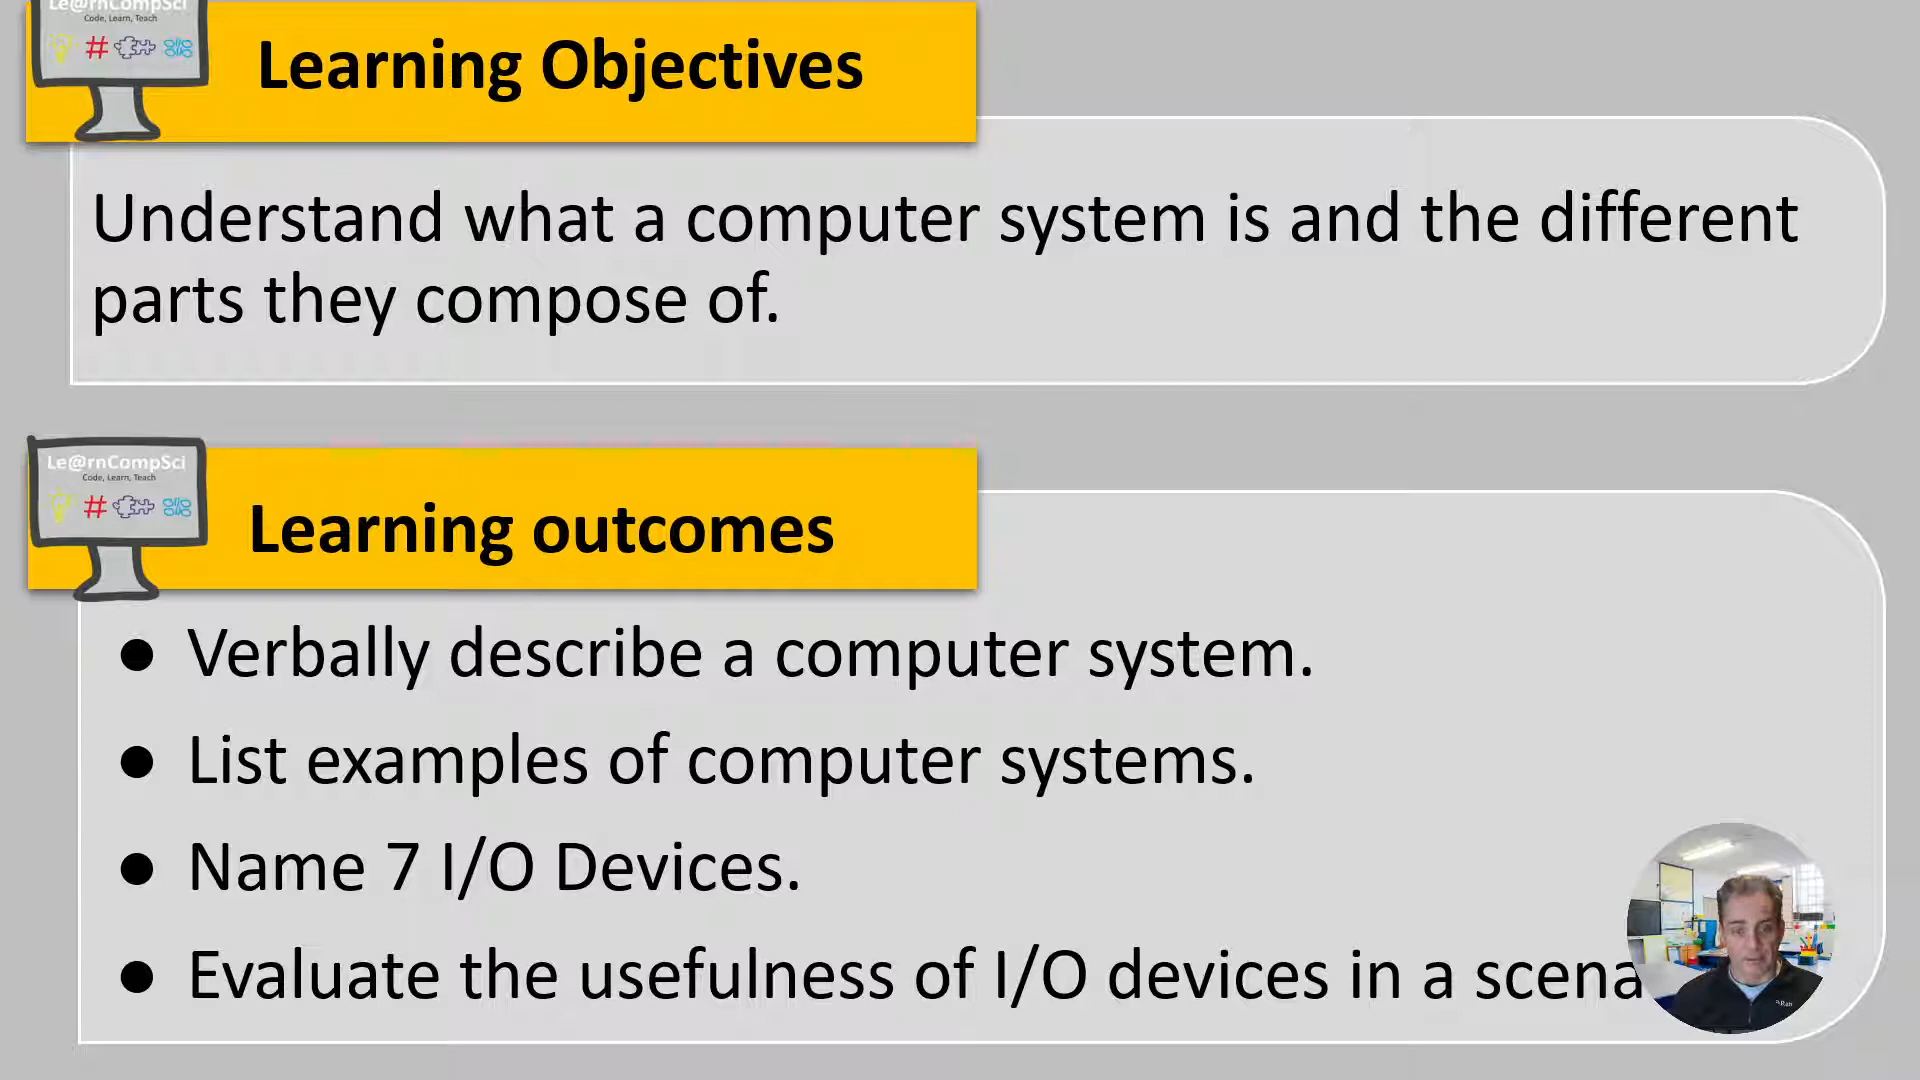 Le@rnCompSci
Code, Learn, Teach
Learning Objectives
Understand what a computer system is and the different
parts they compose of.
Le@rnCompSci
Code, Learn, Teach
Learning outcomes
● Verbally describe a computer system.
● List examples of computer systems.
● Name 7 I/O Devices.
● Evaluate the usefulness of I/O devices in a scena